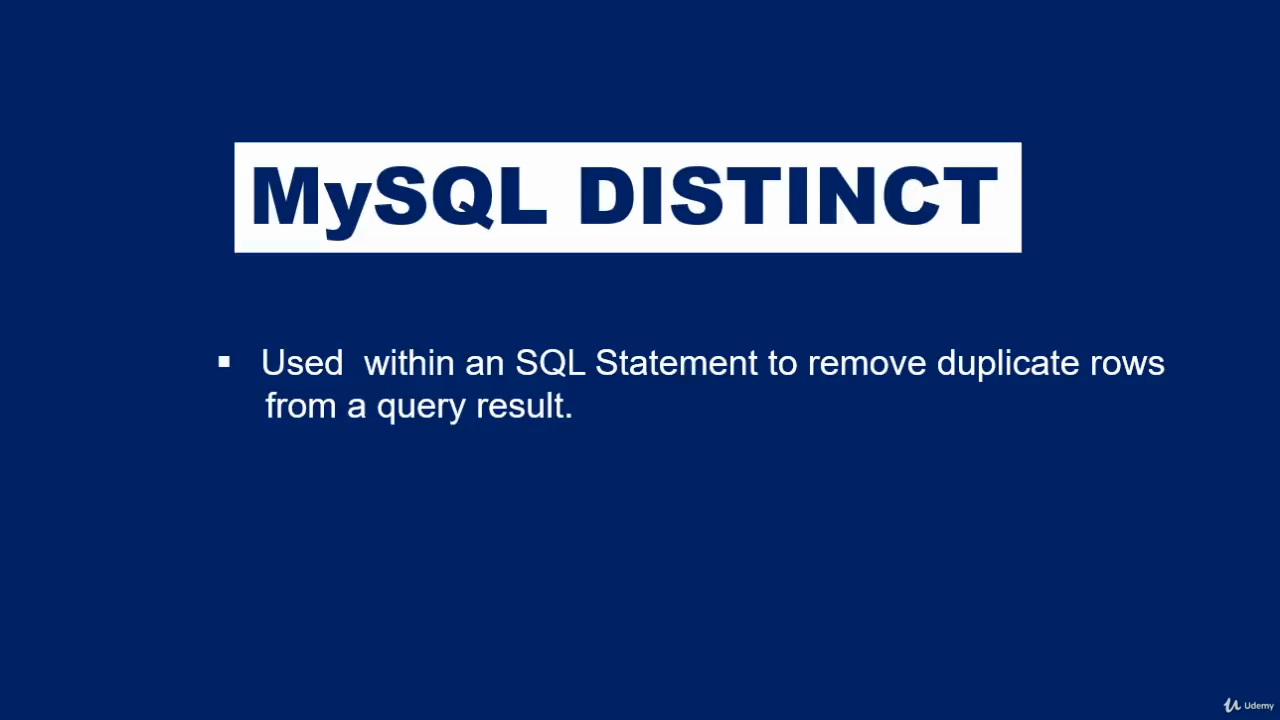 MySQL DISTINCT
▪ Used within an SQL Statement to remove duplicate rows
from a query result.
Udemy